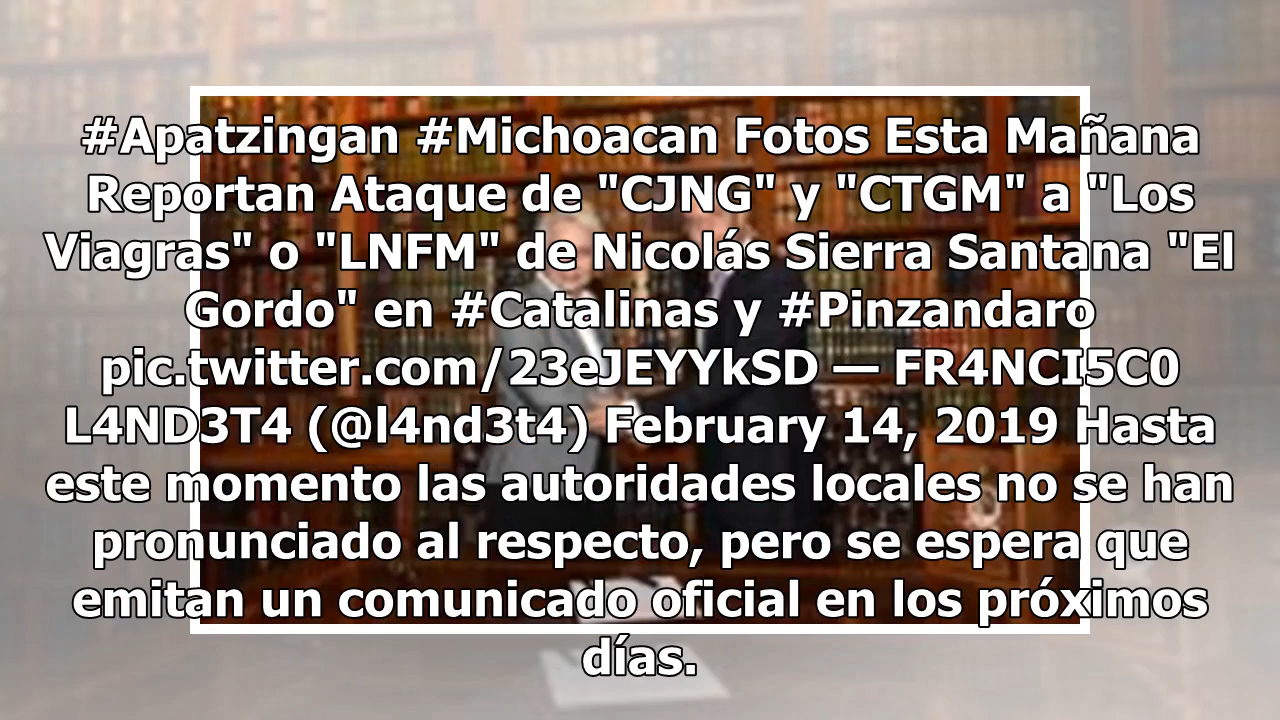 #Apatzingan #Michoacan Fotos Esta Mañana
Reportan Ataque de "CJNG" y "CTGM" a "Los
Viagras" o "LNFM" de Nicolás Sierra Santana "El
Gordo" en #Catalinas y #Pinzandaro
pic.twitter.com/23eJEYYkSD — FR4NCI5C0
L4ND3T4 (@l4nd3t4) February 14, 2019 Hasta
este momento las autoridades locales no se han
pronunciado al respecto, pero se espera que
emitan un comunicado oficial en los próximos
días.